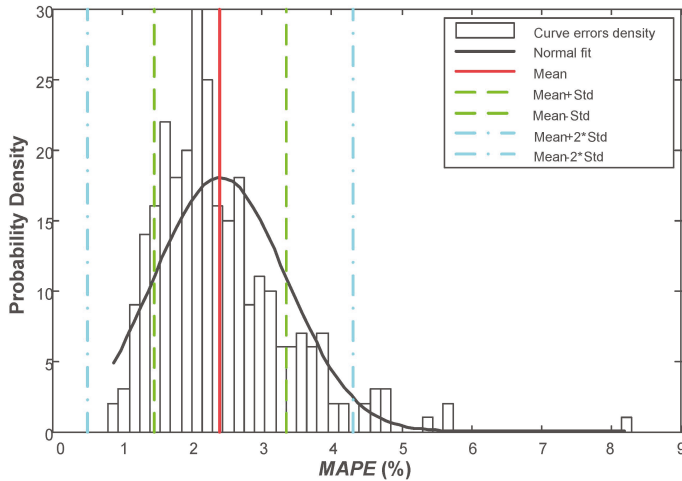 30
25
20
15
10
5
0
Probability Density
Curve errors density
Normal fit
Mean
Mean+Std
Mean-Std
Mean+2*Std
Mean-2*Std
0 1 2 3 4 5 6 7 8 9
MAPE (%)